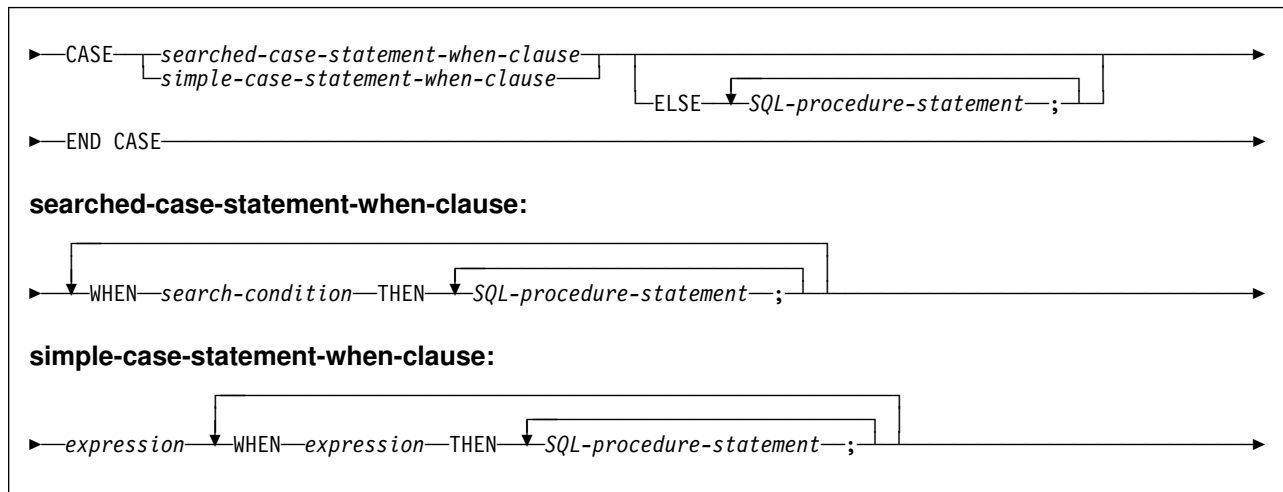 CASE searched-case-statement-when-clause
simple-case-statement-when-clause
ELSE SQL-procedure-statement ;
END CASE
searched-case-statement-when-clause:
WHEN search-condition THEN SQL-procedure-statement ;
simple-case-statement-when-clause:
expression WHEN expression THEN SQL-procedure-statement ;